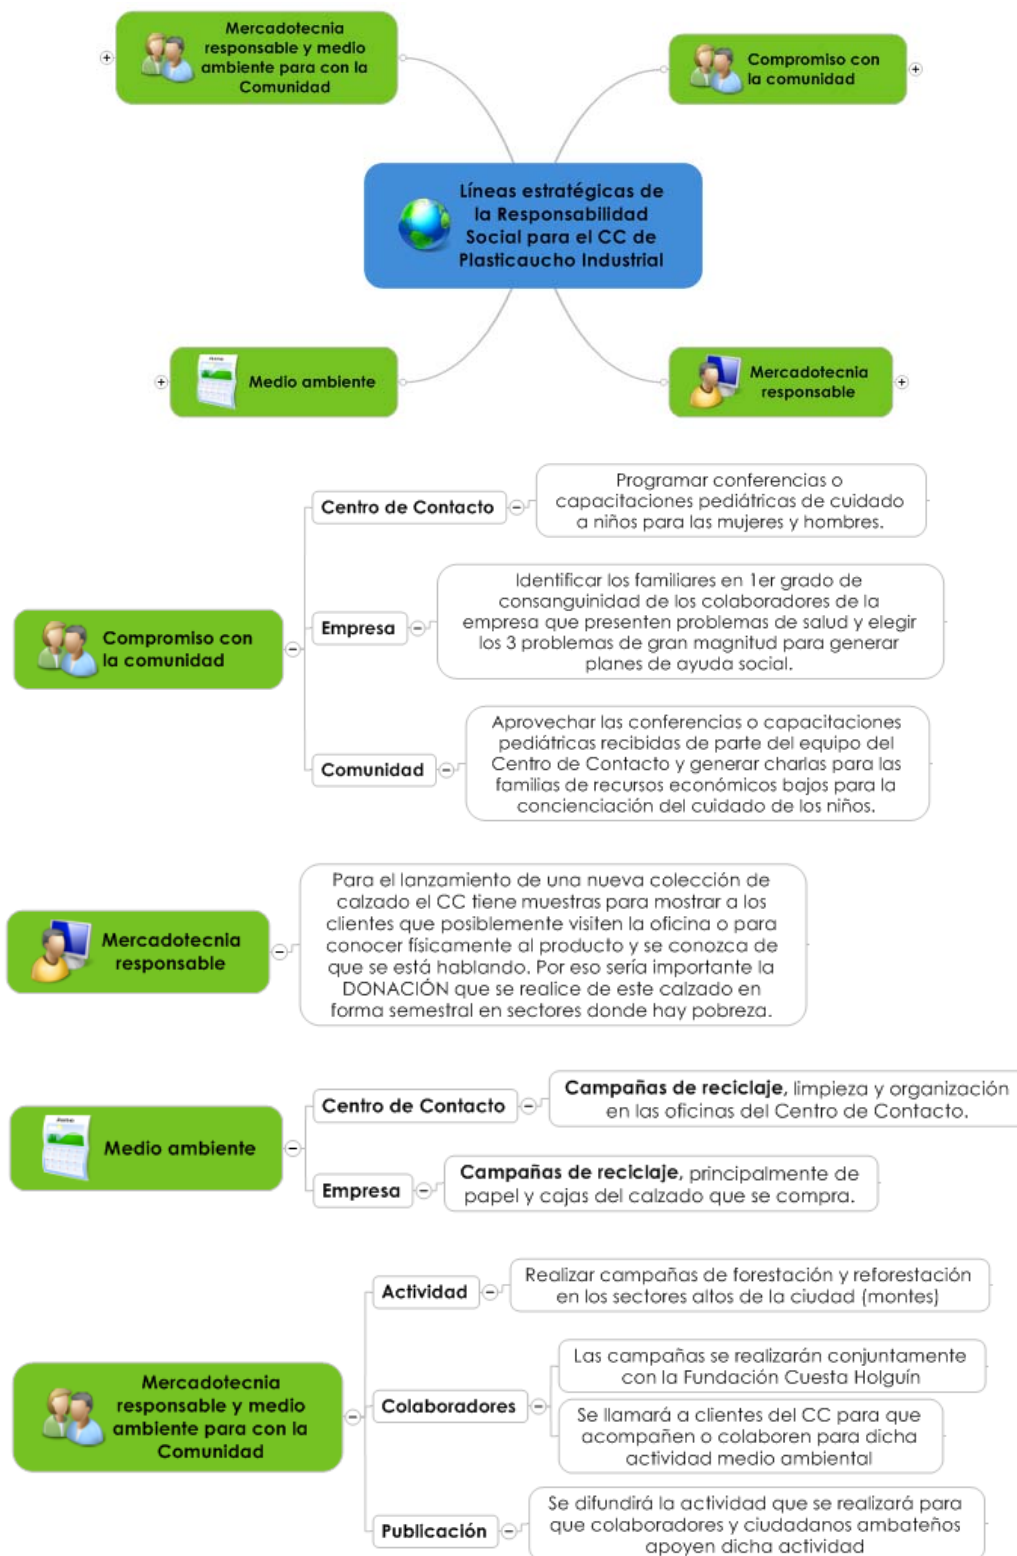 Mercadotecnia
responsable y medio
ambiente para con la
Comunidad
Compromiso con
la comunidad
Líneas estratégicas de
la Responsabilidad
Social para el CC de
Plasticaucho Industrial
Medio ambiente
Mercadotecnia
responsable
Compromiso con
la comunidad
Centro de Contacto
Programar conferencias o
capacitaciones pediátricas de cuidado
a niños para las mujeres y hombres.
Empresa
Identificar los familiares en 1er grado de
consanguinidad de los colaboradores de la
empresa que presenten problemas de salud y elegir
los 3 problemas de gran magnitud para generar
planes de ayuda social.
Comunidad
Aprovechar las conferencias o capacitaciones
pediátricas recibidas de parte del equipo del
Centro de Contacto y generar charlas para las
familias de recursos económicos bajos para la
concienciación del cuidado de los niños.
Mercadotecnia
responsable
Para el lanzamiento de una nueva colección de
calzado el CC tiene muestras para mostrar a los
clientes que posiblemente visiten la oficina o para
conocer físicamente al producto y se conozca de
que se está hablando. Por eso sería importante la
DONACIÓN que se realice de este calzado en
forma semestral en sectores donde hay pobreza.
Medio ambiente
Centro de Contacto
Campañas de reciclaje, limpieza y organización
en las oficinas del Centro de Contacto.
Empresa
Campañas de reciclaje, principalmente de
papel y cajas del calzado que se compra.
Mercadotecnia
responsable y medio
ambiente para con la
Comunidad
Actividad
Realizar campañas de forestación y reforestación
en los sectores altos de la ciudad (montes)
Colaboradores
Las campañas se realizarán conjuntamente
con la Fundación Cuesta Holguín
Se llamará a clientes del CC para que
acompañen o colaboren para dicha
actividad medio ambiental
Publicación
Se difundirá la actividad que se realizará para
que colaboradores y ciudadanos ambateños
apoyen dicha actividad